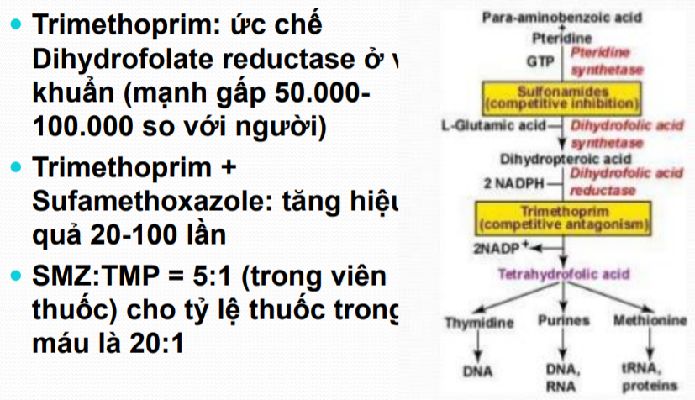 Trimethoprim: ức chế
Dihydrofolate reductase ở
khuẩn (mạnh gấp 50.000-
100.000 so với người)
Trimethoprim +
Sufamethoxazole: tăng hiệu
quả 20-100 lần
SMZ:TMP = 5:1 (trong viên
thuốc) cho tỷ lệ thuốc trong
máu là 20:1
Para-aminobenzoic acid
+
Pteridine
GTP
Pteridine
synthetase
Sulfonamides
(competitive inhibition)
L-Glutamic acid
Dihydrofolic acid
synthetase
Dihydropteroic acid
2 NADPH
Dihydrofolic acid
reductase
Trimethoprim
(competitive antagonism)
2NADP+
Tetrahydrofolic acid
Thymidine
Purines
Methionine
DNA
DNA,
RNA
tRNA,
proteins